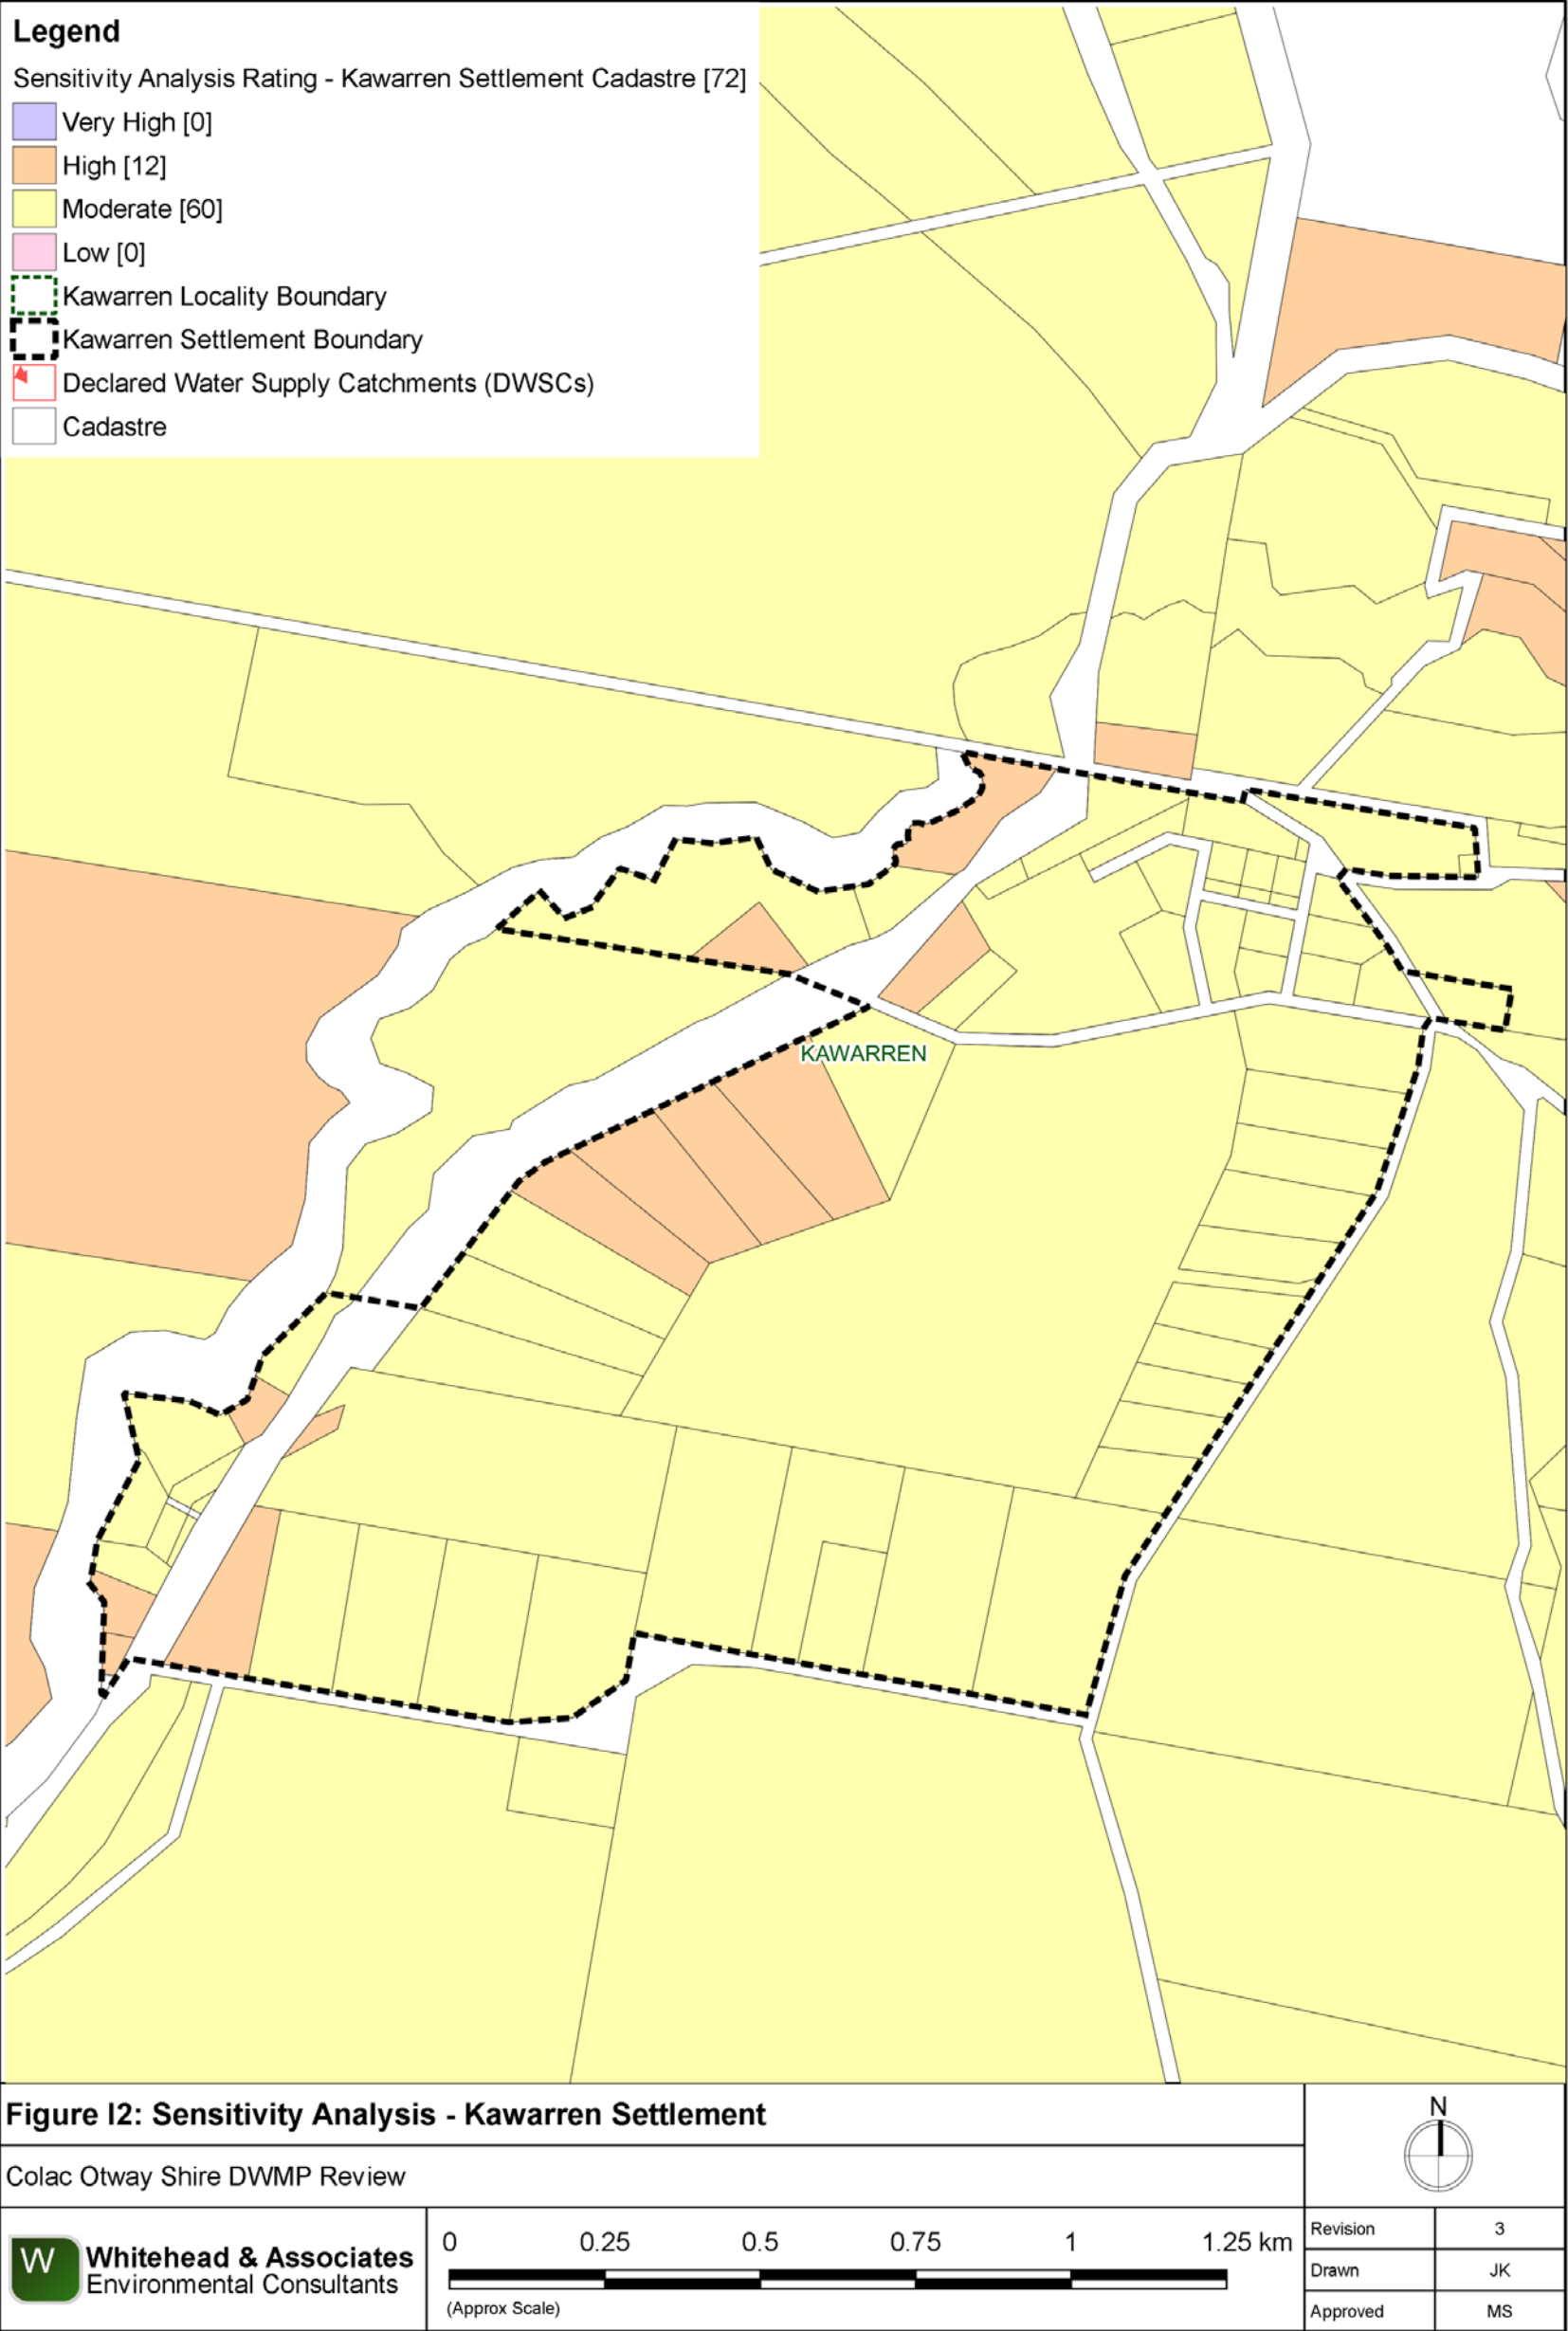 Legend
Sensitivity Analysis Rating - Kawarren Settlement Cadastre [72]
Very High [0]
High [12]
Moderate [60]
Low [0]
Kawarren Locality Boundary
Kawarren Settlement Boundary
Declared Water Supply Catchments (DWSCs)
Cadastre
KAWARREN
Figure I2: Sensitivity Analysis - Kawarren Settlement
Colac Otway Shire DWMP Review
N
W
Whitehead & Associates
Environmental Consultants
0 0.25 0.5 0.75 1 1.25 km
(Approx Scale)
Revision 3
Drawn JK
Approved MS